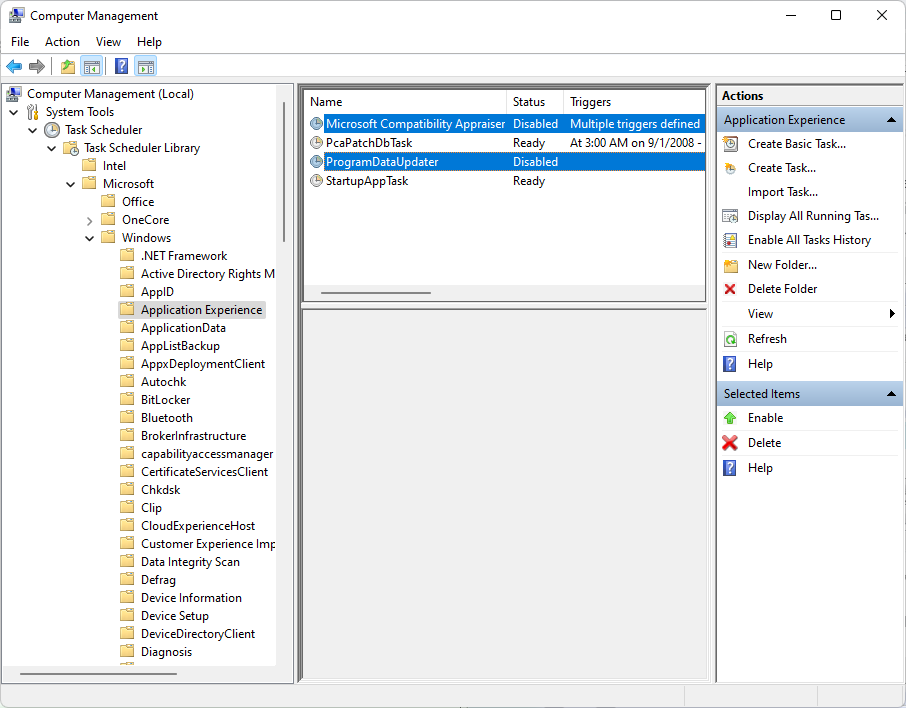 Computer Management
File Action View Help
Computer Management (Local)
System Tools
Task Scheduler
Task Scheduler Library
Intel
Microsoft
Office
OneCore
Windows
.NET Framework
Active Directory Rights M
AppID
Application Experience
ApplicationData
AppListBackup
AppxDeploymentClient
Autochk
BitLocker
Bluetooth
BrokerInfrastructure
capabilityaccessmanager
CertificateServicesClient
Chkdsk
Clip
CloudExperienceHost
Customer Experience Imp
Data Integrity Scan
Defrag
Device Information
Device Setup
DeviceDirectoryClient
Diagnosis
Name Status Triggers
Microsoft Compatibility Appraiser Disabled Multiple triggers defined
PcaPatchDbTask Ready At 3:00 AM on 9/1/2008 -
ProgramDataUpdater Disabled
StartupAppTask Ready
Actions
Application Experience
Create Basic Task...
Create Task...
Import Task...
Display All Running Tas...
Enable All Tasks History
New Folder...
Delete Folder
View
Refresh
Help
Selected Items
Enable
Delete
Help